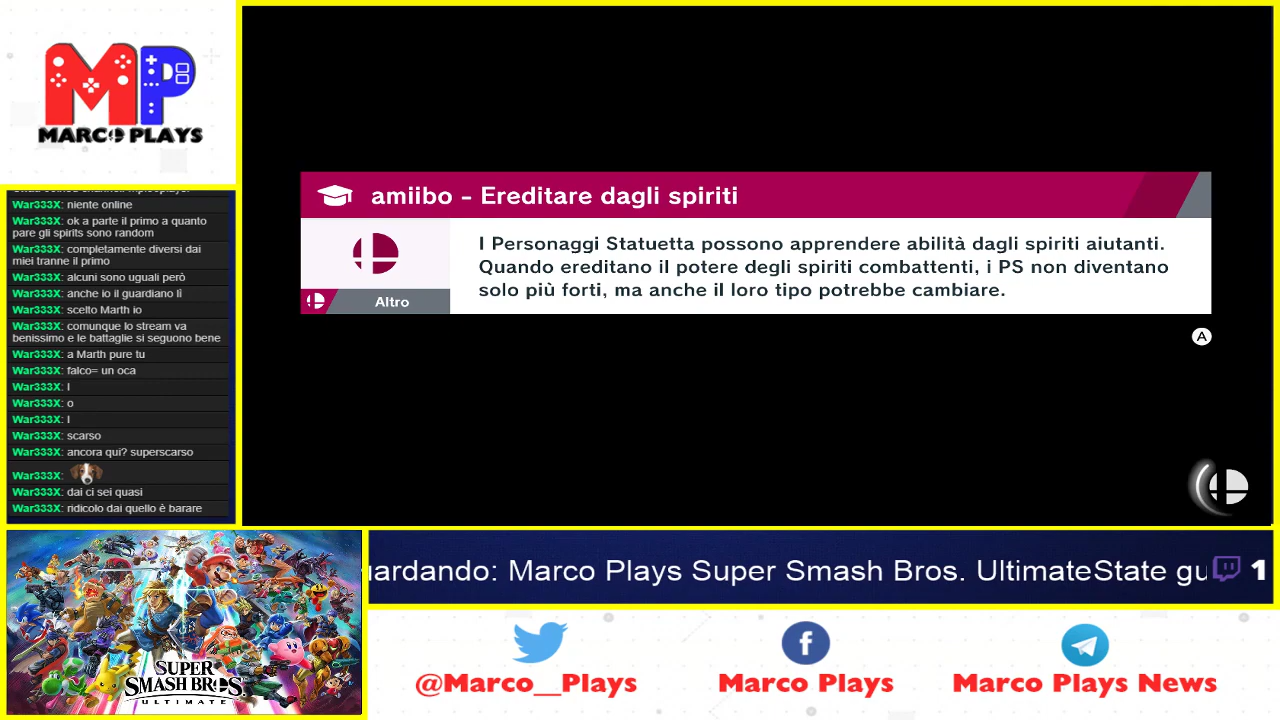 MARCO PLAYS
War333X: niente online
War333X: ok a parte il primo a quanto
pare gli spirits sono random
War333X: completamente diversi dai
miei tranne il primo
War333X: alcuni sono uguali però
War333X: anche io il guardiano lì
War333X: scelto Marth io
War333X: comunque lo stream va
benissimo e le battaglie si seguono bene
War333X: a Marth pure tu
War333X: falco= un oca
War333X: l
War333X: o
War333X: l
War333X: scarso
War333X: ancora qui? superscarso
War333X:
War333X: dai ci sei quasi
War333X: ridicolo dai quello è barare
amiibo - Ereditare dagli spiriti
Altro
I Personaggi Statuetta possono apprendere abilità dagli spiriti aiutanti.
Quando ereditano il potere degli spiriti combattenti, i PS non diventano
solo più forti, ma anche il loro tipo potrebbe cambiare.
A
SUPER
SMASH BROS.
ULTIMATE
uardando: Marco Plays Super Smash Bros. UltimateState gu
1
@Marco__Plays
Marco Plays
Marco Plays News